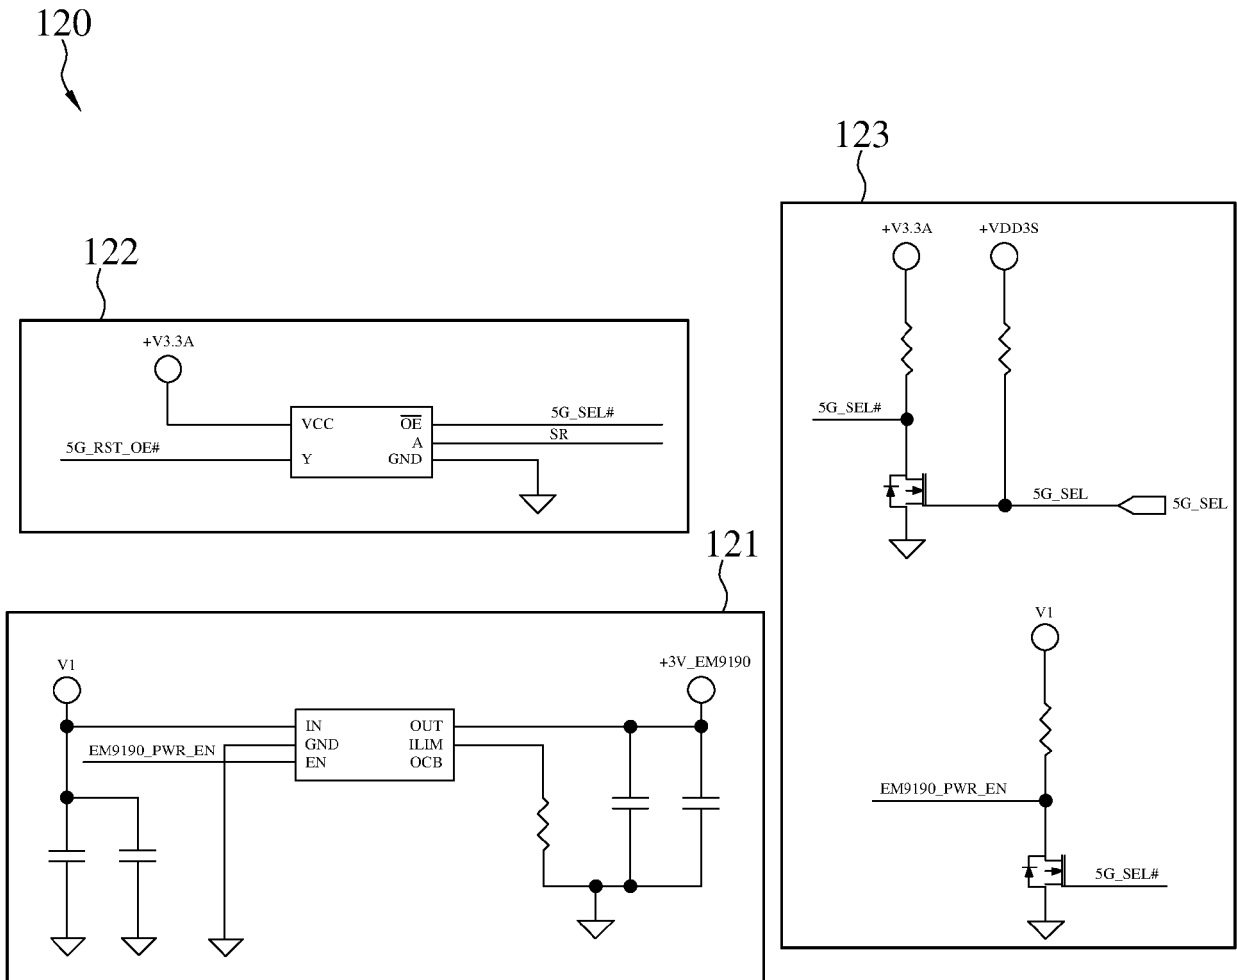 120
123
+V3.3A
+VDD3S
5G_SEL#
5G_SEL
5G_SEL
V1
EM9190_PWR_EN
5G_SEL#
122
+V3.3A
VCC
OE
5G_SEL#
A
SR
5G_RST_OE#
Y
GND
121
V1
+3V_EM9190
IN
OUT
GND
ILIM
EM9190_PWR_EN
EN
OCB